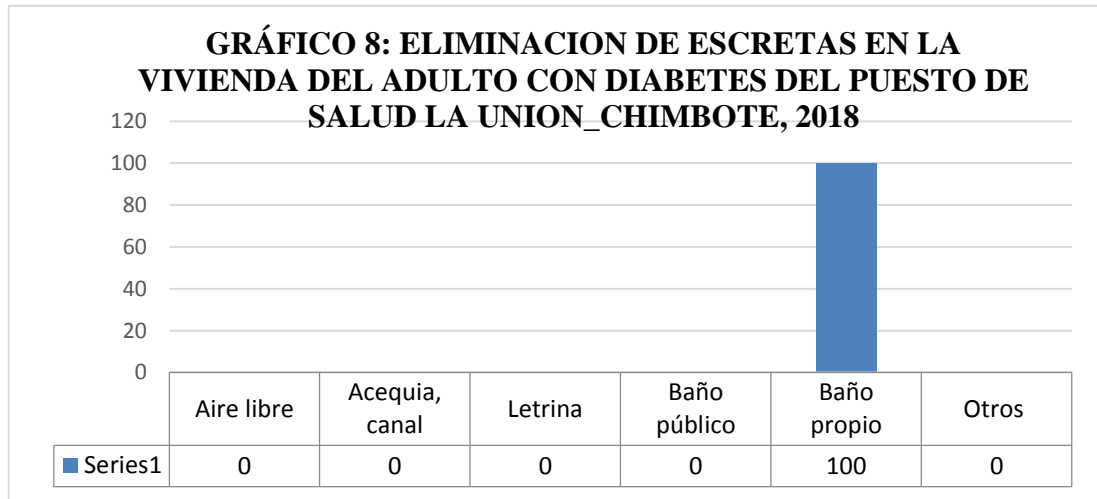 GRÁFICO 8: ELIMINACION DE ESCRETAS EN LA
VIVIENDA DEL ADULTO CON DIABETES DEL PUESTO DE
SALUD LA UNION_CHIMBOTE, 2018
120
100
80
60
40
20
0
Aire libre
Acequia,
canal
Letrina
Baño
público
Baño
propio
Otros
Series1 0 0 0 0 100 0